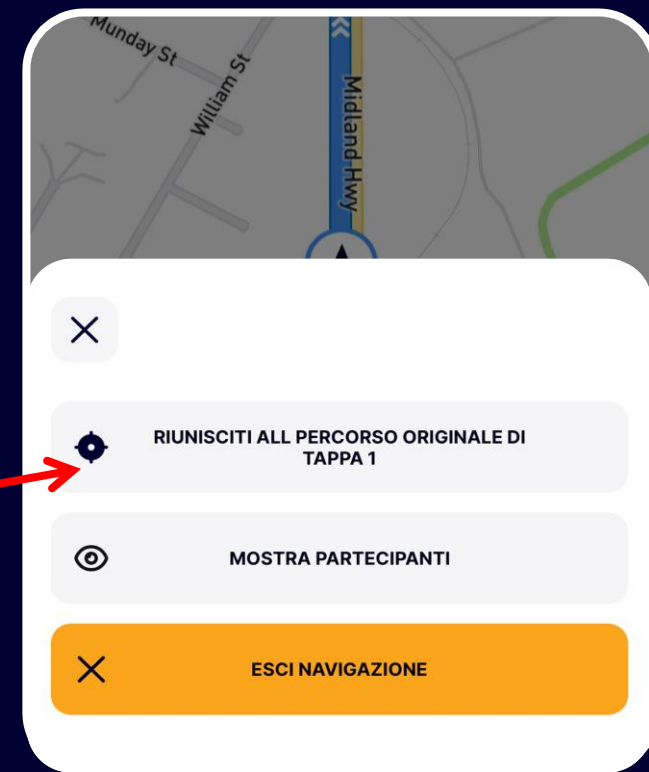 Munday St
William St
Midland Hwy
RIUNISCITI ALL PERCORSO ORIGINALE DI
TAPPA 1
MOSTRA PARTECIPANTI
ESCI NAVIGAZIONE